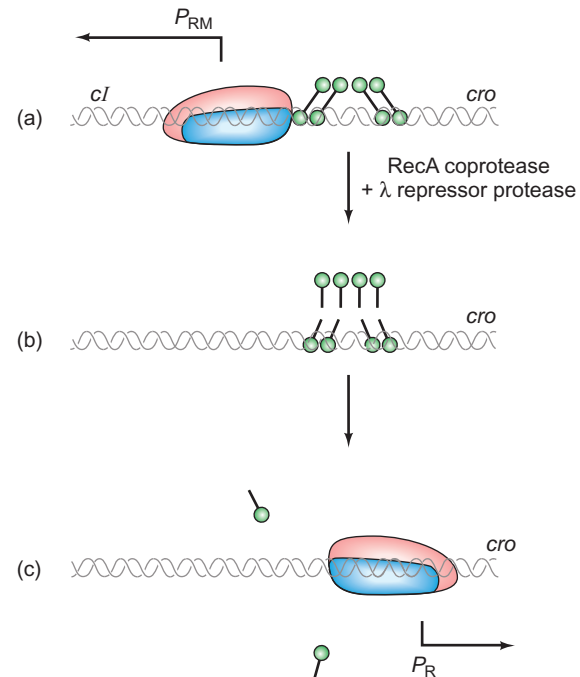 P_RM
cI
cro
(a)
RecA coprotease
+ λ repressor protease
cro
(b)
cro
(c)
P_R